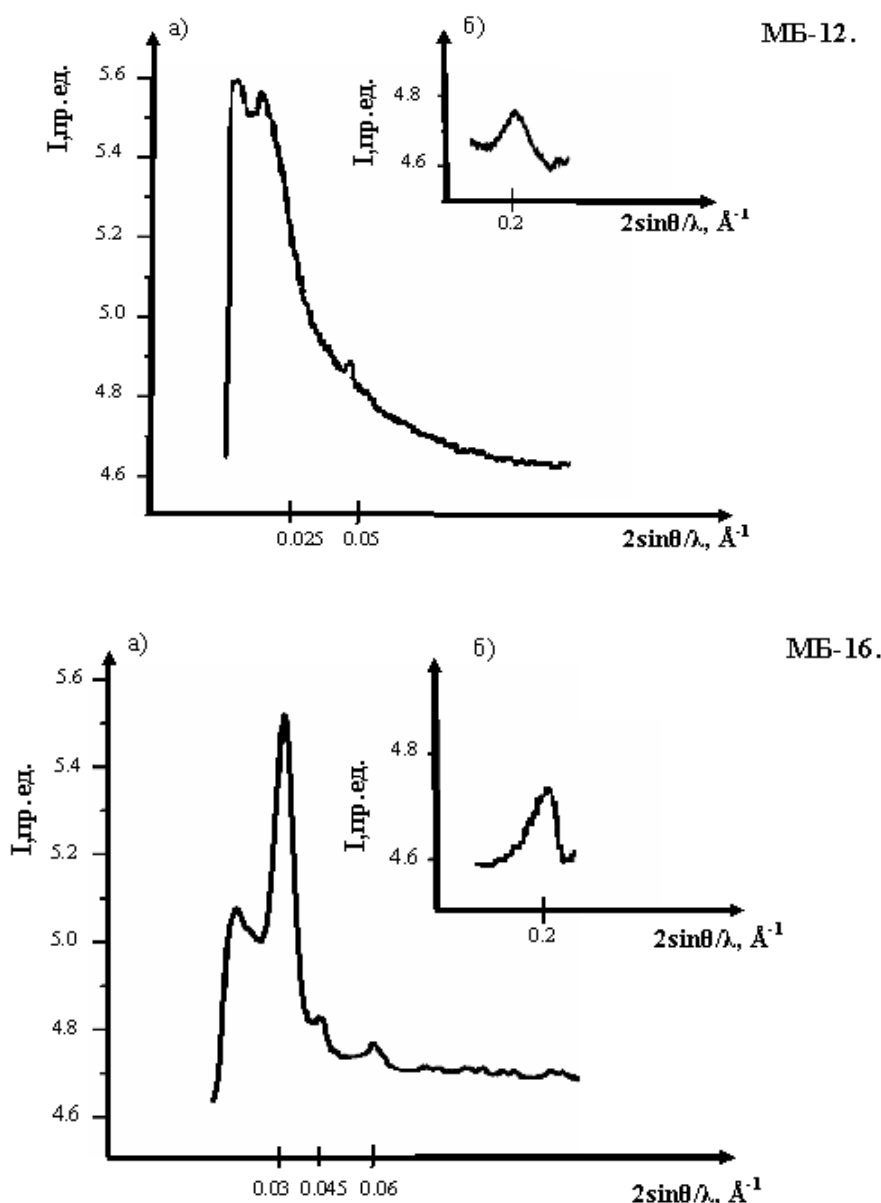 а)
б)
МБ-12.
I,пр.ед.
5.6
5.4
5.2
5.0
4.8
4.6
I,пр.ед.
4.8
4.6
0.2
2sinθ/λ, Å⁻¹
0.025
0.05
2sinθ/λ, Å⁻¹
а)
б)
МБ-16.
I,пр.ед.
5.6
5.4
5.2
5.0
4.8
4.6
I,пр.ед.
4.8
4.6
0.2
2sinθ/λ, Å⁻¹
0.03
0.045
0.06
2sinθ/λ, Å⁻¹